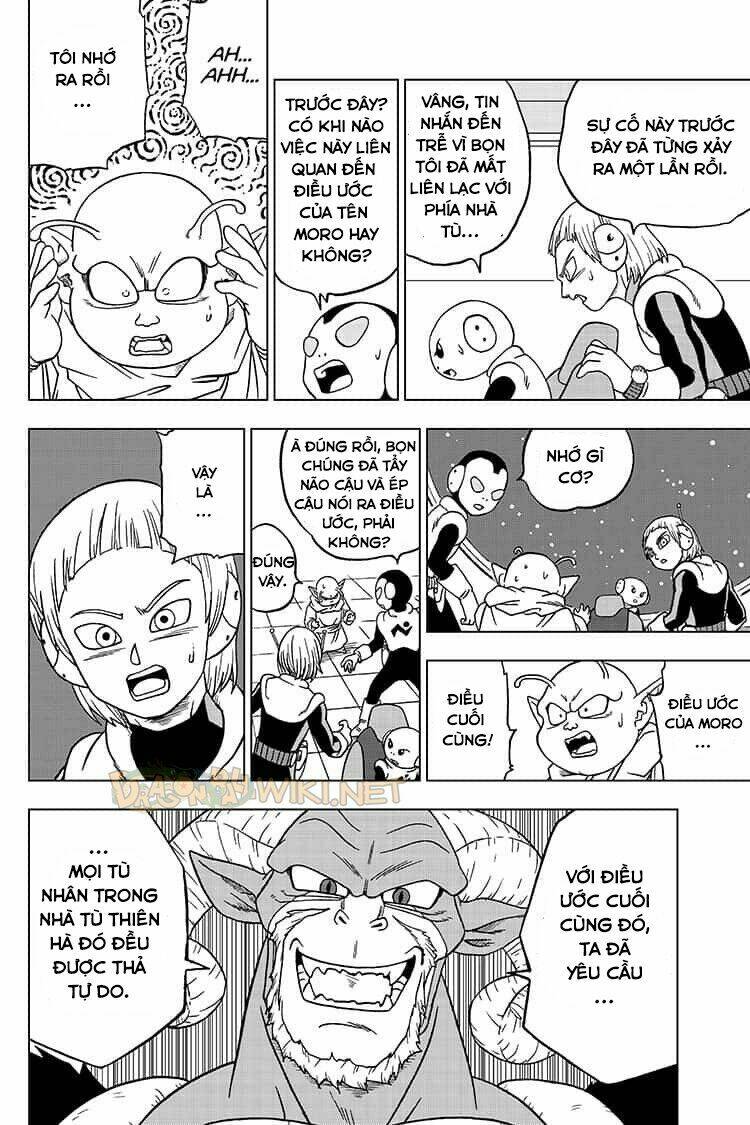 SỰ CỐ NÀY TRƯỚC
ĐÂY ĐÃ TỪNG XẢY
RA MỘT LẦN RỒI.
VÂNG, TIN
NHẮN ĐẾN
TRỄ VÌ BỌN
TÔI ĐÃ MẤT
LIÊN LẠC VỚI
PHÍA NHÀ
TÙ...
TRƯỚC ĐÂY?
CÓ KHI NÀO
VIỆC NÀY LIÊN
QUAN ĐẾN
ĐIỀU ƯỚC
CỦA TÊN
MORO HAY
KHÔNG?
AH...
AHH...
TÔI NHỚ
RA RỒI
...
NHỚ GÌ
CƠ?
À ĐÚNG RỒI, BỌN
CHÚNG ĐÃ TẨY
NÃO CẬU VÀ ÉP
CẬU NÓI RA ĐIỀU
ƯỚC, PHẢI
KHÔNG?
ĐÚNG
VẬY.
VẬY
LÀ
...
ĐIỀU ƯỚC
CỦA MORO
...
ĐIỀU
CUỐI
CÙNG!
VỚI ĐIỀU
ƯỚC CUỐI
CÙNG ĐÓ,
TA ĐÃ
YÊU CẦU
...
...
MỌI TÙ
NHÂN TRONG
NHÀ TÙ THIÊN
HÀ ĐÓ ĐỀU
ĐƯỢC THẢ
TỰ DO.
DRAGONBALLWIKI.NET